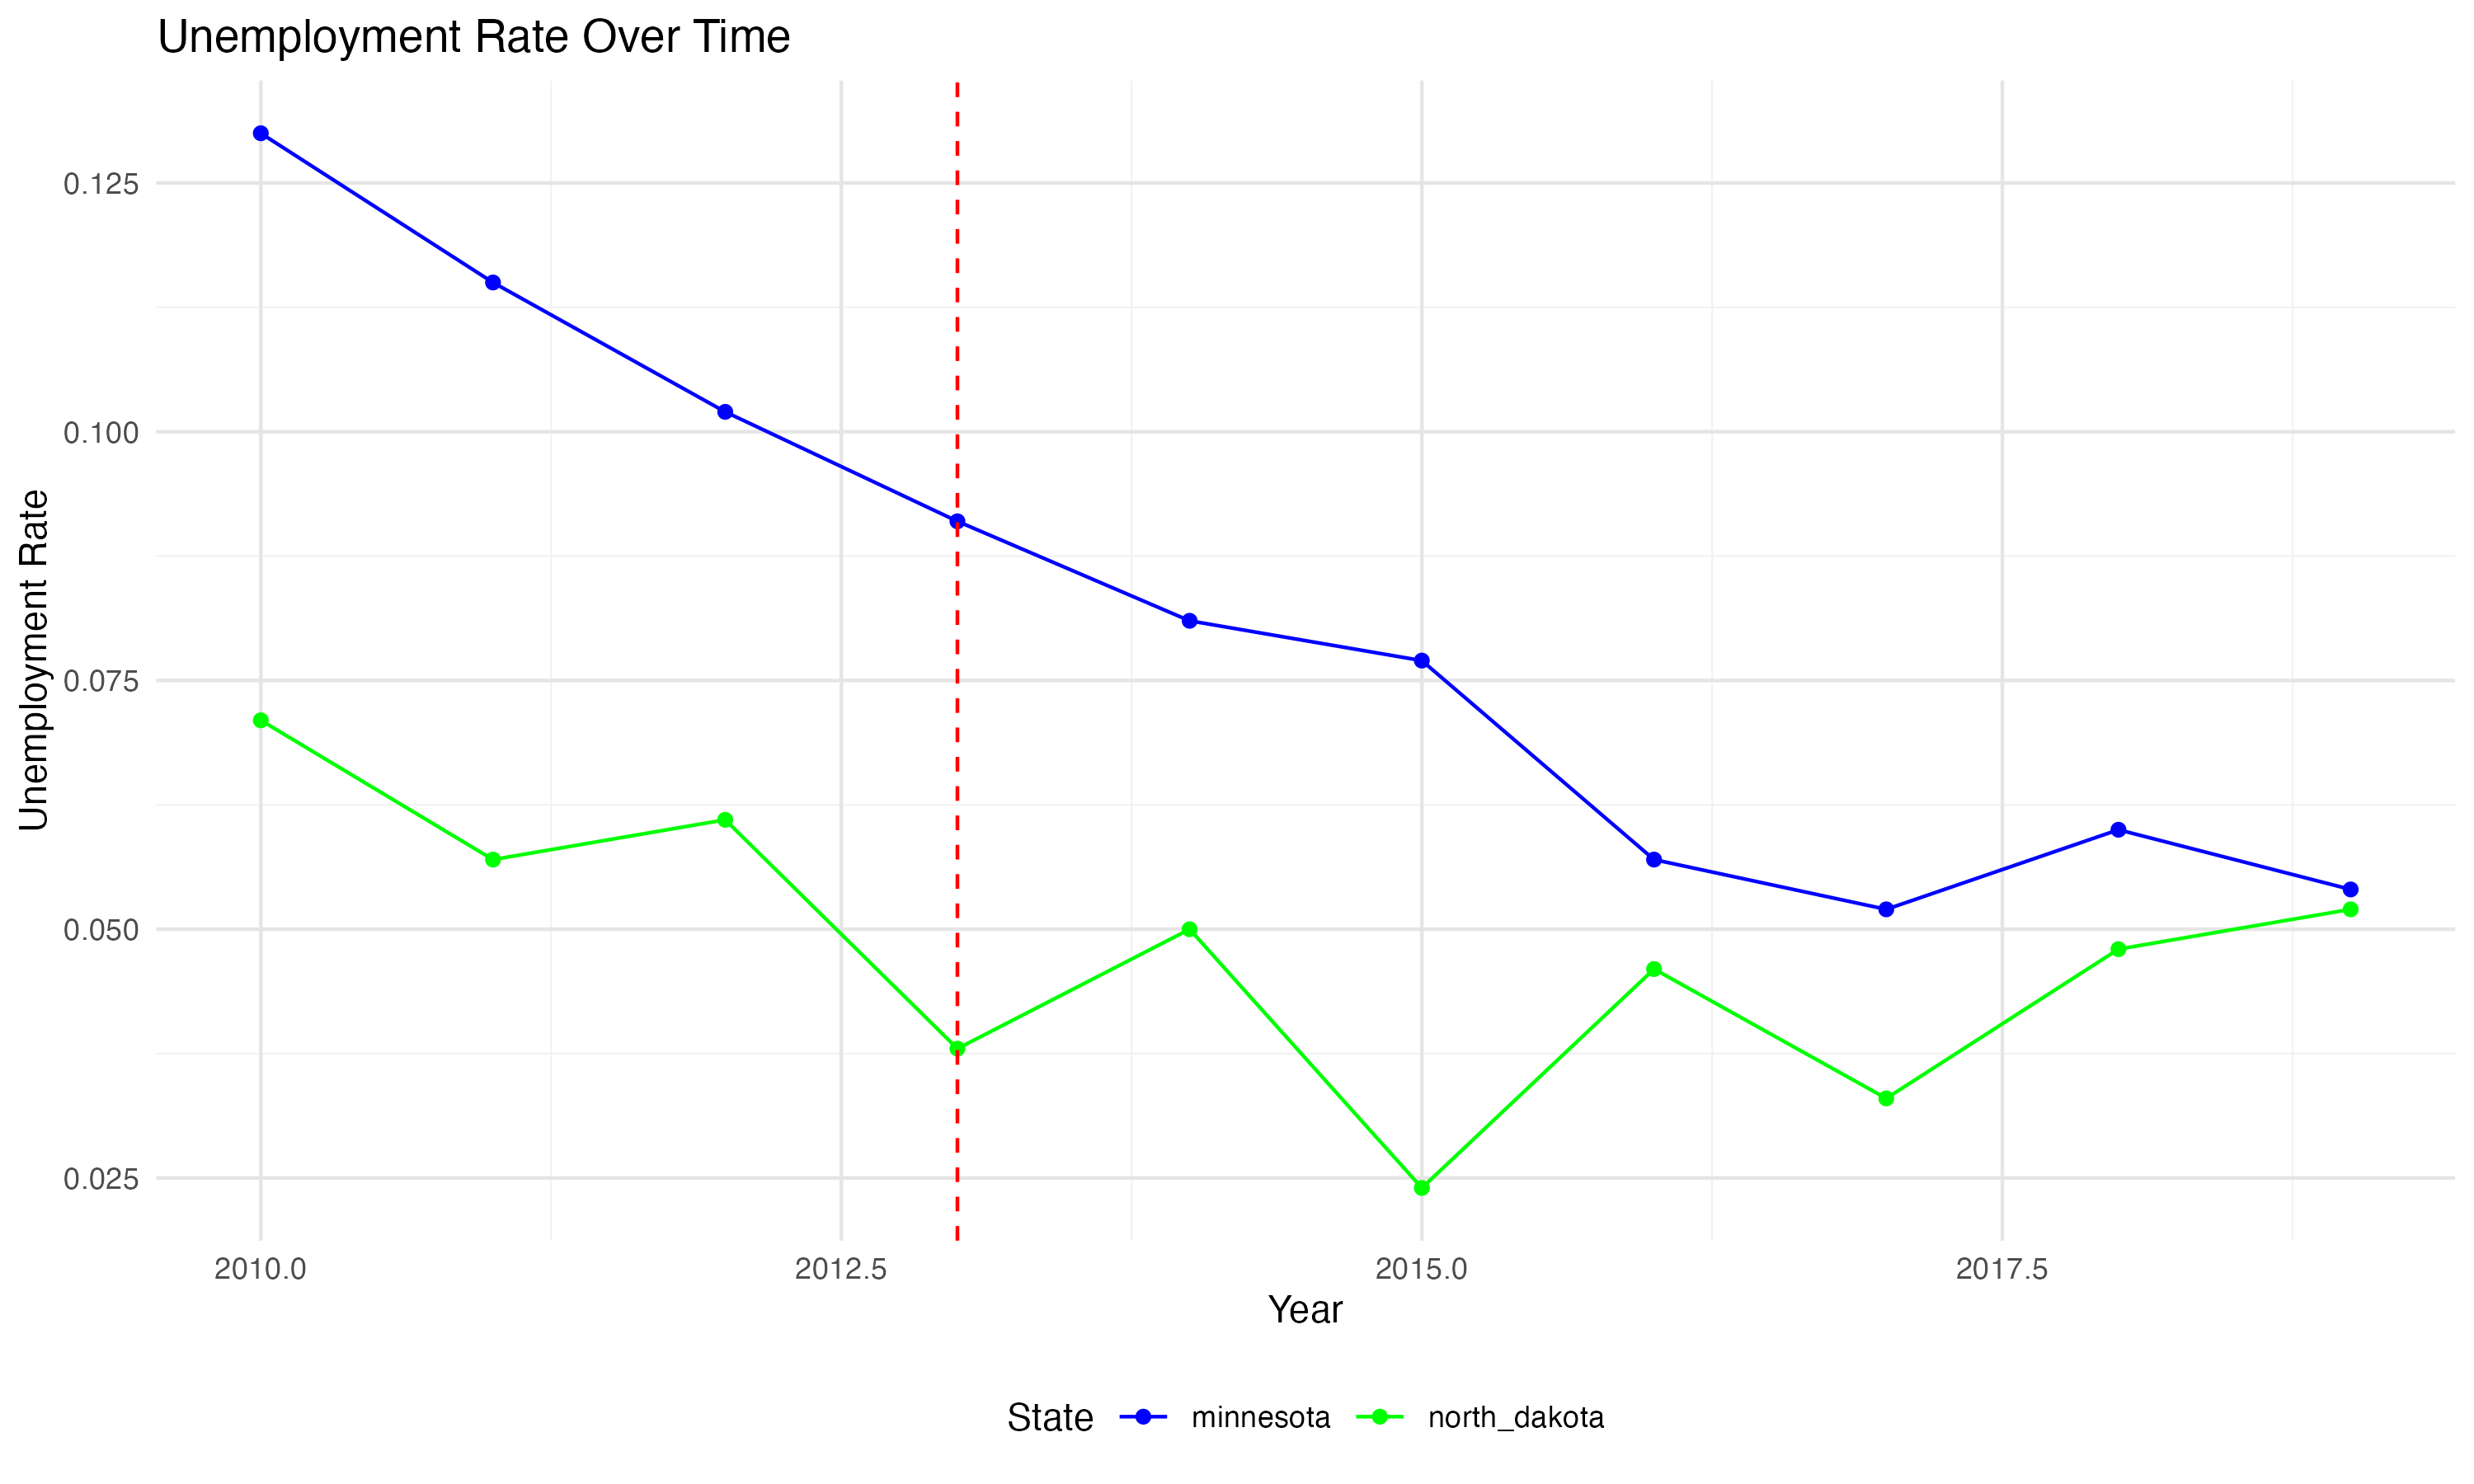 Unemployment Rate Over Time
Unemployment Rate
0.125
0.100
0.075
0.050
0.025
2010.0 2012.5 2015.0 2017.5
Year
State minnesota north_dakota